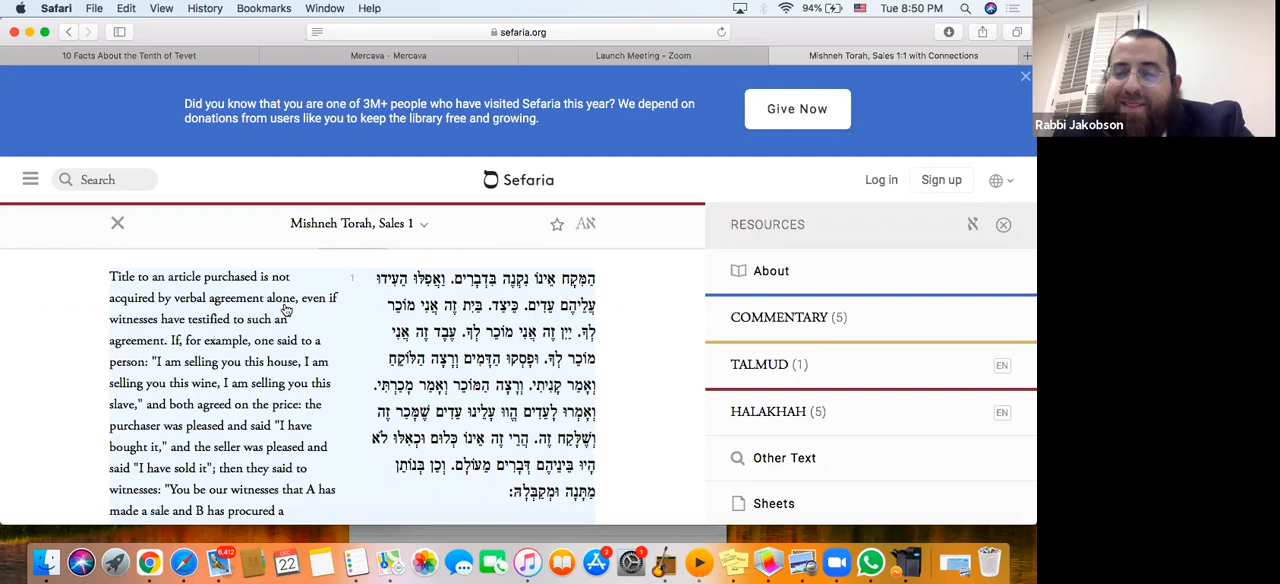 Safari File Edit View History Bookmarks Window Help 94% Tue 8:50 PM
sefaria.org
10 Facts About the Tenth of Tevet Mercava - Mercava Launch Meeting - Zoom Mishneh Torah, Sales 1:1 with Connections
Did you know that you are one of 3M+ people who have visited Sefaria this year? We depend on
donations from users like you to keep the library free and growing.
Give Now
Rabbi Jakobson
Search
Sefaria
Log in Sign up
Mishneh Torah, Sales 1
Aא
Title to an article purchased is not
acquired by verbal agreement alone, even if
witnesses have testified to such an
agreement. If, for example, one said to a
person: "I am selling you this house, I am
selling you this wine, I am selling you this
slave," and both agreed on the price: the
purchaser was pleased and said "I have
bought it," and the seller was pleased and
said "I have sold it"; then they said to
witnesses: "You be our witnesses that A has
made a sale and B has procured a
1
הַמִּקָּח אֵינוֹ נִקְנֶה בִּדְבָרִים. וַאֲפִלּוּ הֵעִידוּ
עֲלֵיהֶם עֵדִים. כֵּיצַד. בַּיִת זֶה אֲנִי מוֹכֵר
לְךָ. יַיִן זֶה אֲנִי מוֹכֵר לְךָ. עֶבֶד זֶה אֲנִי
מוֹכֵר לְךָ. וּפָסְקוּ הַדָּמִים וְרָצָה הַלּוֹקֵחַ
וְאָמַר קָנִיתִי. וְרָצָה הַמּוֹכֵר וְאָמַר מָכַרְתִּי.
וְאָמְרוּ לָעֵדִים הֱווּ עָלֵינוּ עֵדִים שֶׁמָּכַר זֶה
וְשֶׁלָּקַח זֶה. הֲרֵי זֶה אֵינוֹ כְּלוּם וּכְאִלּוּ לֹא
הָיוּ בֵּינֵיהֶם דְּבָרִים מֵעוֹלָם. וְכֵן בְּנוֹתֵן
מַתָּנָה וּמְקַבְּלָהּ:
RESOURCES א
About
COMMENTARY (5)
TALMUD (1) EN
HALAKHAH (5) EN
Other Text
Sheets
6,412
DEC
22
2
1